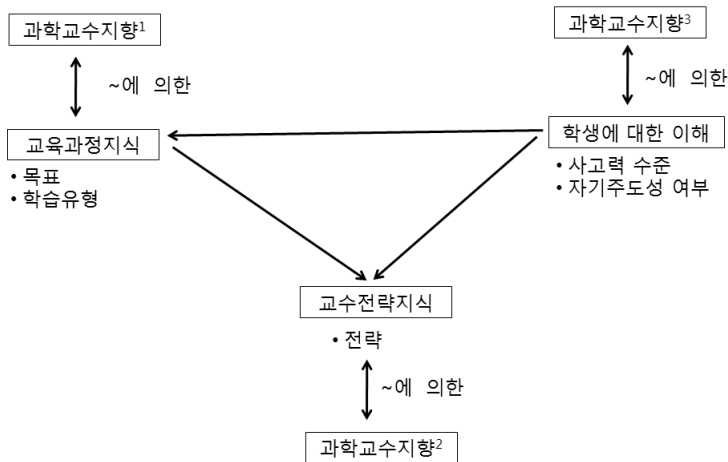 과학교수지향¹
~에 의한
교육과정지식
• 목표
• 학습유형
과학교수지향³
~에 의한
학생에 대한 이해
• 사고력 수준
• 자기주도성 여부
교수전략지식
• 전략
~에 의한
과학교수지향²